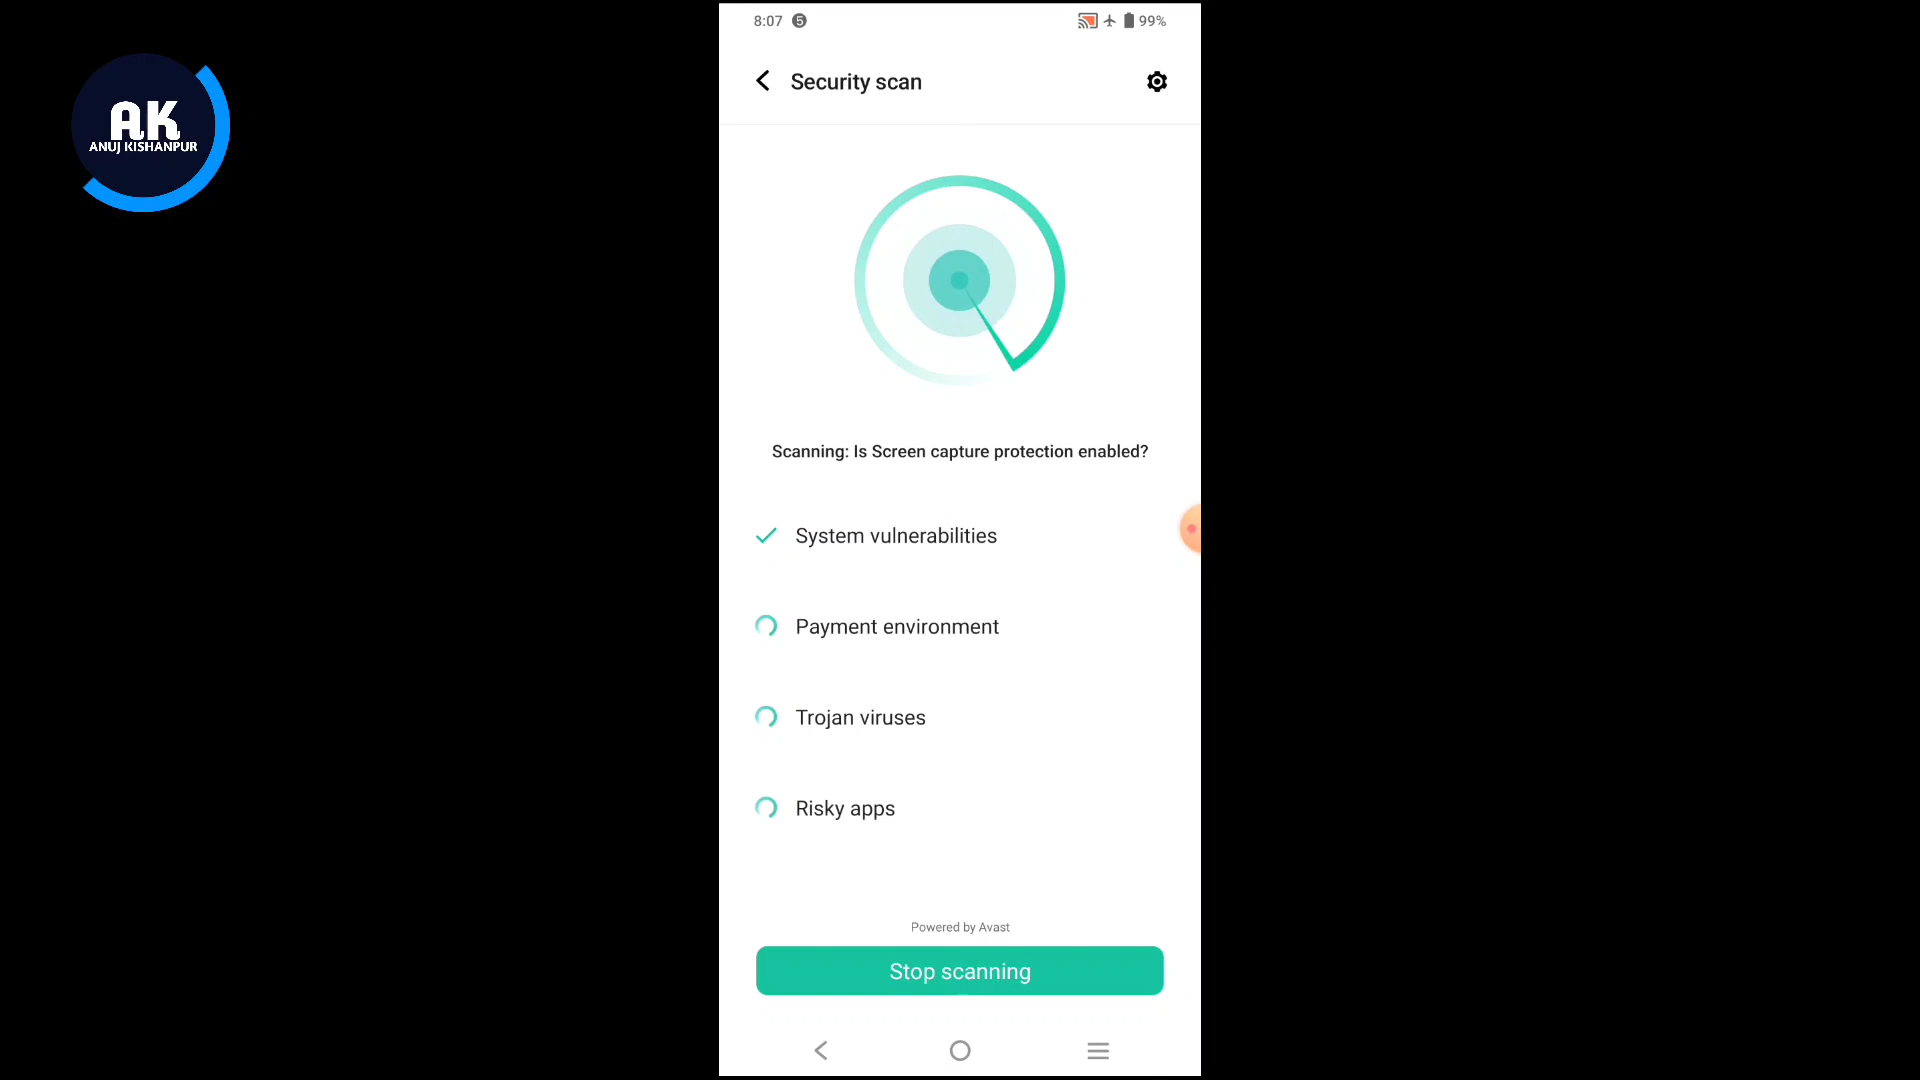 8:07 5 99%
AK
ANUJ KISHANPUR
Security scan
Scanning: Is Screen capture protection enabled?
System vulnerabilities
Payment environment
Trojan viruses
Risky apps
Powered by Avast
Stop scanning